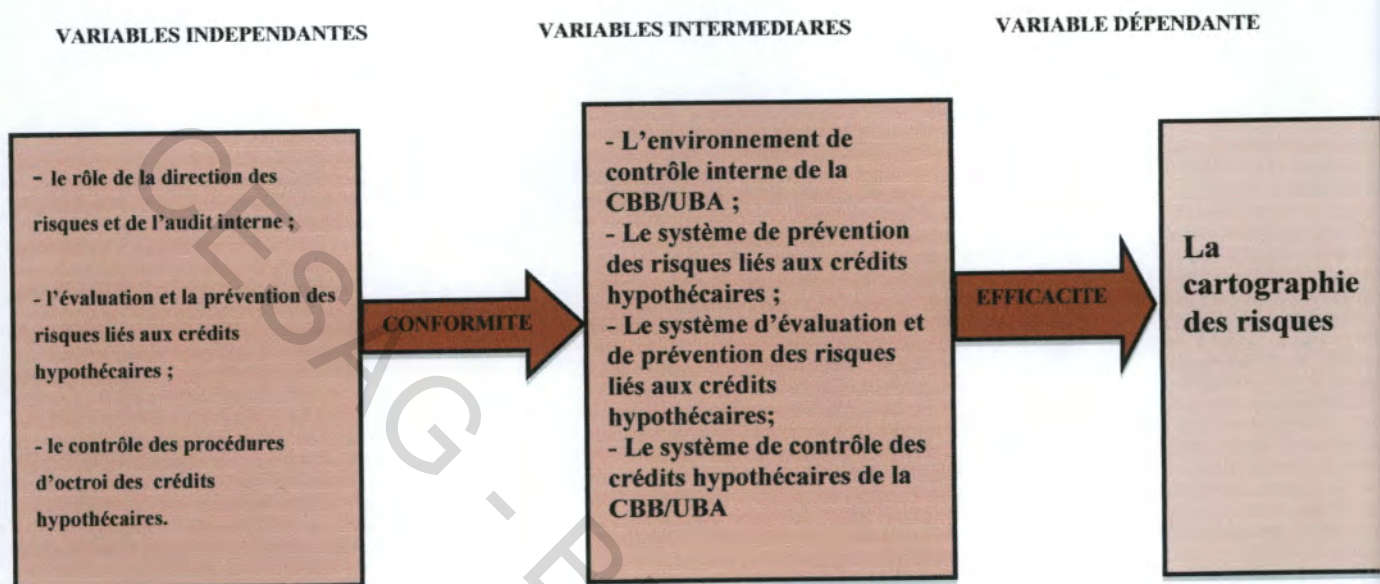 VARIABLES INDEPENDANTES
VARIABLES INTERMEDIARES
VARIABLE DÉPENDANTE
- le rôle de la direction des
risques et de l'audit interne ;
- l'évaluation et la prévention des
risques liés aux crédits
hypothécaires ;
- le contrôle des procédures
d'octroi des crédits
hypothécaires.
CONFORMITE
- L'environnement de
contrôle interne de la
CBB/UBA ;
- Le système de prévention
des risques liés aux crédits
hypothécaires ;
- Le système d'évaluation et
de prévention des risques
liés aux crédits
hypothécaires;
- Le système de contrôle des
crédits hypothécaires de la
CBB/UBA
EFFICACITE
La
cartographie
des risques
CESAG - B